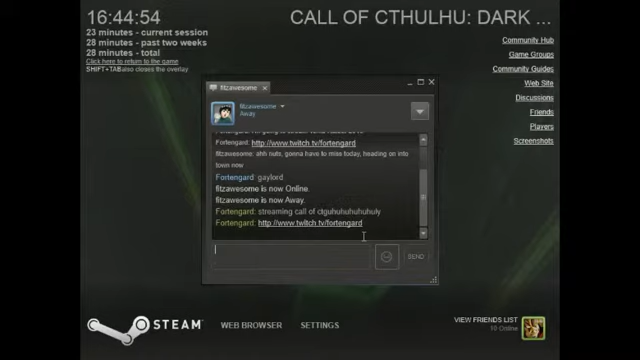 16:44:54
CALL OF CTHULHU: DARK ...
23 minutes - current session
28 minutes - past two weeks
28 minutes - total
Click here to return to the game
SHIFT+TAB also closes the overlay
Community Hub
Game Groups
Community Guides
Web Site
Discussions
Friends
Players
Screenshots
fitzawesome
fitzawesome
Away
Fortengard: http://www.twitch.tv/fortengard
fitzawesome: ahh nuts, gonna have to miss today, heading on into
town now
Fortengard: gaylord
fitzawesome is now Online.
fitzawesome is now Away.
Fortengard: streaming call of ctguhuhuhuhuhuly
Fortengard: http://www.twitch.tv/fortengard
SEND
STEAM
WEB BROWSER
SETTINGS
VIEW FRIENDS LIST
10 Online